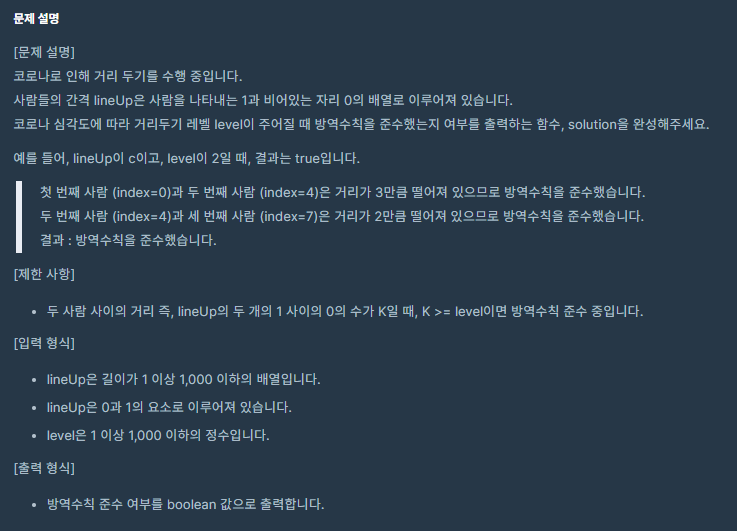 문제 설명
[문제 설명]
코로나로 인해 거리 두기를 수행 중입니다.
사람들의 간격 lineUp은 사람을 나타내는 1과 비어있는 자리 0의 배열로 이루어져 있습니다.
코로나 심각도에 따라 거리두기 레벨 level이 주어질 때 방역수칙을 준수했는지 여부를 출력하는 함수, solution을 완성해주세요.
예를 들어, lineUp이 c이고, level이 2일 때, 결과는 true입니다.
첫 번째 사람 (index=0)과 두 번째 사람 (index=4)은 거리가 3만큼 떨어져 있으므로 방역수칙을 준수했습니다.
두 번째 사람 (index=4)과 세 번째 사람 (index=7)은 거리가 2만큼 떨어져 있으므로 방역수칙을 준수했습니다.
결과 : 방역수칙을 준수했습니다.
[제한 사항]
• 두 사람 사이의 거리 즉, lineUp의 두 개의 1 사이의 0의 수가 K일 때, K >= level이면 방역수칙 준수 중입니다.
[입력 형식]
• lineUp은 길이가 1 이상 1,000 이하의 배열입니다.
• lineUp은 0과 1의 요소로 이루어져 있습니다.
• level은 1 이상 1,000 이하의 정수입니다.
[출력 형식]
• 방역수칙 준수 여부를 boolean 값으로 출력합니다.